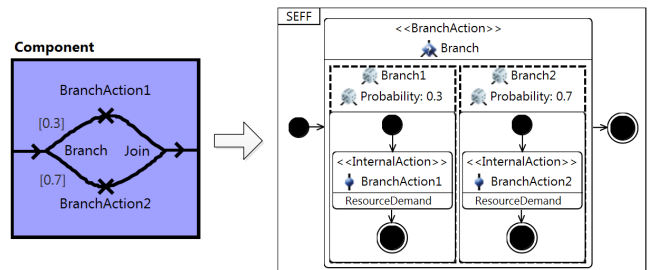 Component
BranchAction1
[0.3]
Branch Join
[0.7]
BranchAction2
SEFF
<<BranchAction>>
Branch
Branch1
Probability: 0.3
Branch2
Probability: 0.7
<<InternalAction>>
BranchAction1
ResourceDemand
<<InternalAction>>
BranchAction2
ResourceDemand